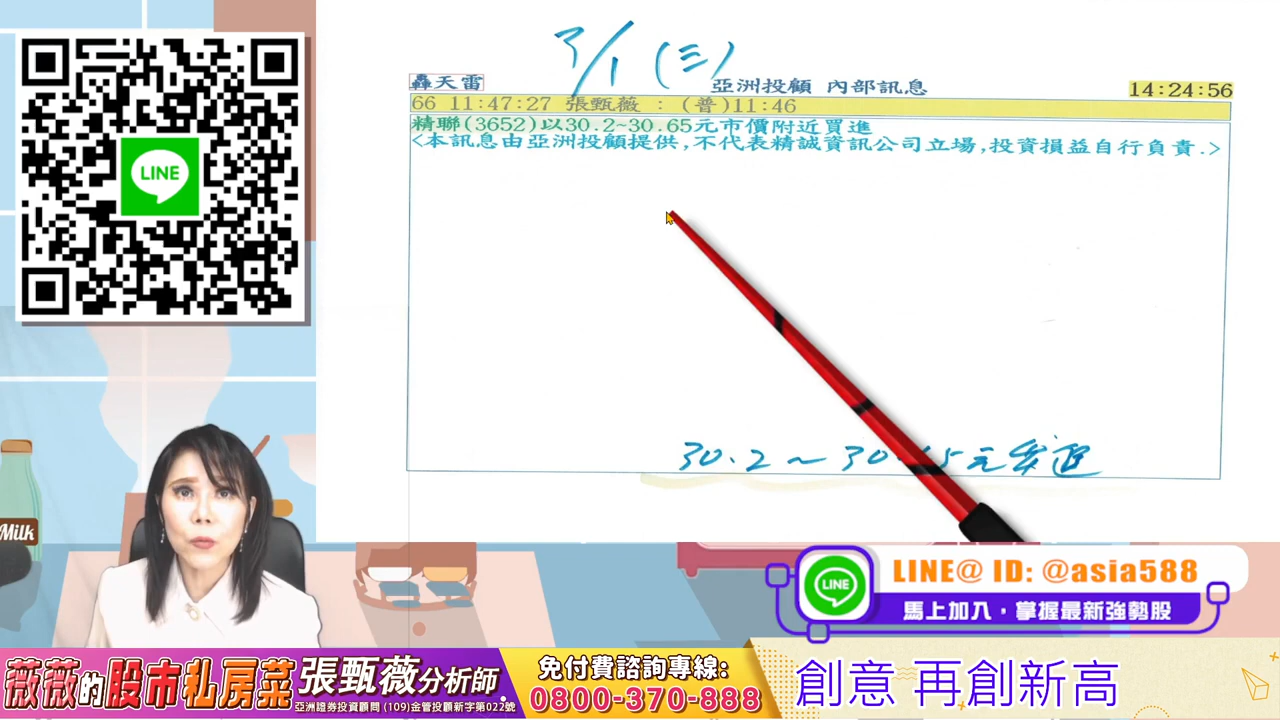 7/1 (三)
轟天雷
亞洲投顧 內部訊息
14:24:56
66 11:47:27 張甄薇 : (普)11:46
精聯(3652)以30.2~30.65元市價附近買進
<本訊息由亞洲投顧提供,不代表精誠資訊公司立場,投資損益自行負責.>
LINE
Milk
LINE
LINE@ ID: @asia588
馬上加入，掌握最新強勢股
薇薇的股市私房菜
張甄薇分析師
亞洲證券投資顧問 (109)金管投顧新字第022號
免付費諮詢專線:
0800-370-888
創意 再創新高